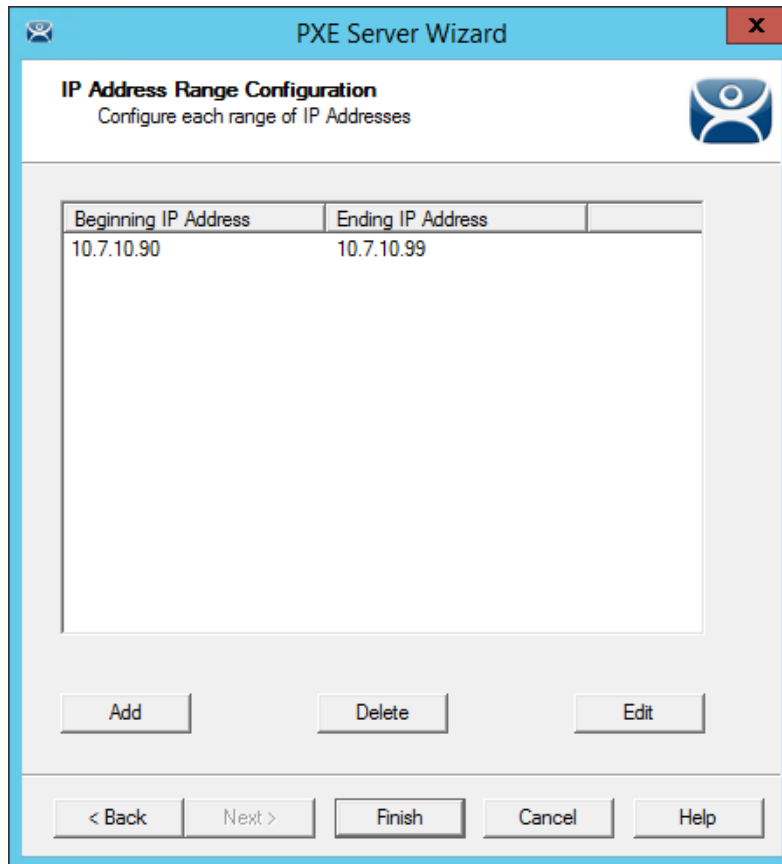 PXE Server Wizard
x
IP Address Range Configuration
Configure each range of IP Addresses
Beginning IP Address Ending IP Address
10.7.10.90 10.7.10.99
Add Delete Edit
< Back Next > Finish Cancel Help